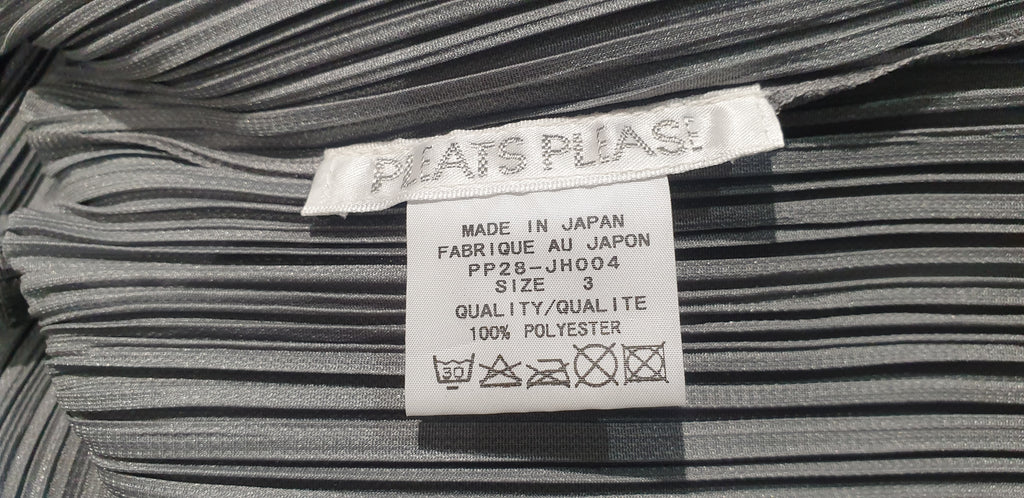 PLEATS PLEASE
MADE IN JAPAN
FABRIQUE AU JAPON
PP28-JH004
SIZE 3
QUALITY/QUALITE
100% POLYESTER
30